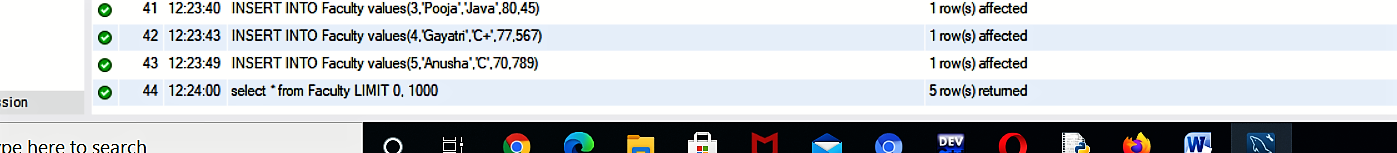 41 12:23:40 INSERT INTO Faculty values(3,'Pooja','Java',80,45) 1 row(s) affected
42 12:23:43 INSERT INTO Faculty values(4,'Gayatri','C+',77,567) 1 row(s) affected
43 12:23:49 INSERT INTO Faculty values(5,'Anusha','C',70,789) 1 row(s) affected
44 12:24:00 select * from Faculty LIMIT 0, 1000 5 row(s) returned
ssion
pe here to search
DEV
W